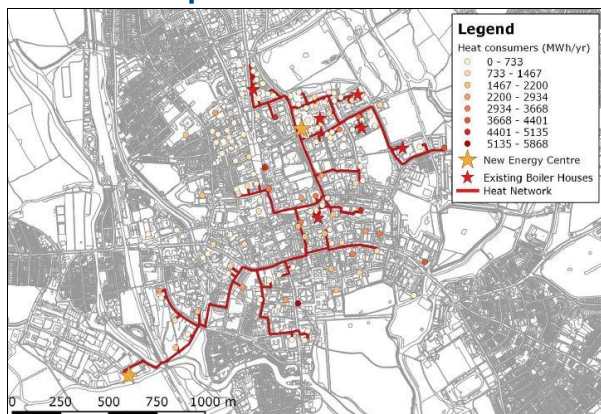 Legend
Heat consumers (MWh/yr)
0 - 733
733 - 1467
1467 - 2200
2200 - 2934
2934 - 3668
3668 - 4401
4401 - 5135
5135 - 5868
New Energy Centre
Existing Boiler Houses
Heat Network
0 250 500 750 1000 m